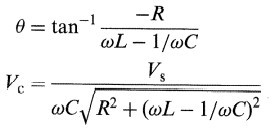 θ = tan⁻¹ −R / (ωL − 1/ωC)
V_c = V_s / (ωC√(R² + (ωL − 1/ωC)²))